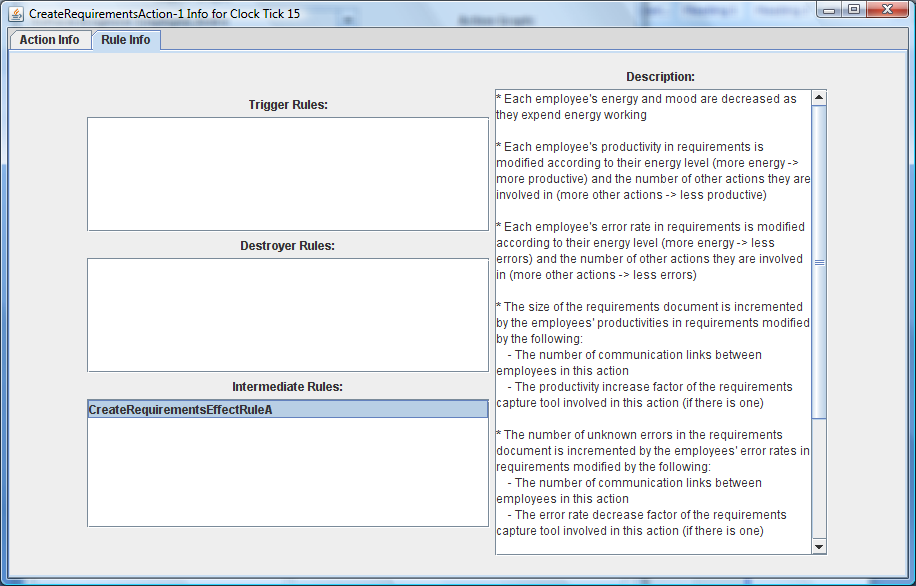 CreateRequirementsAction-1 Info for Clock Tick 15
Action Info
Rule Info
Trigger Rules:
Destroyer Rules:
Intermediate Rules:
CreateRequirementsEffectRuleA
Description:
* Each employee's energy and mood are decreased as
they expend energy working
* Each employee's productivity in requirements is
modified according to their energy level (more energy ->
more productive) and the number of other actions they are
involved in (more other actions -> less productive)
* Each employee's error rate in requirements is modified
according to their energy level (more energy -> less
errors) and the number of other actions they are involved
in (more other actions -> less errors)
* The size of the requirements document is incremented
by the employees' productivities in requirements modified
by the following:
- The number of communication links between
employees in this action
- The productivity increase factor of the requirements
capture tool involved in this action (if there is one)
* The number of unknown errors in the requirements
document is incremented by the employees' error rates in
requirements modified by the following:
- The number of communication links between
employees in this action
- The error rate decrease factor of the requirements
capture tool involved in this action (if there is one)